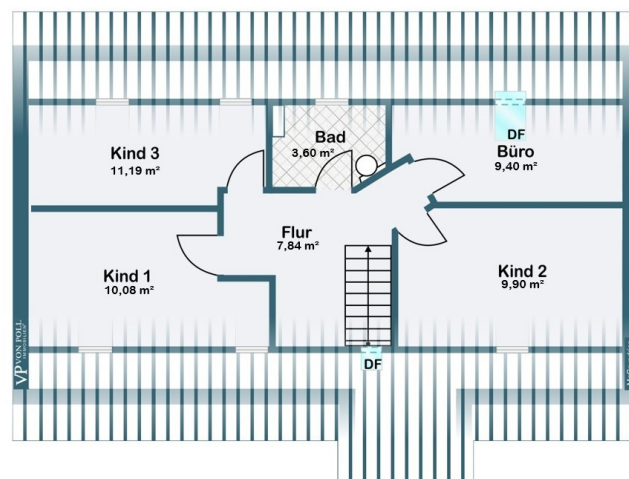 Kind 3
11,19 m²
Bad
3,60 m²
DF
Büro
9,40 m²
Flur
7,84 m²
Kind 1
10,08 m²
Kind 2
9,90 m²
DF
VP VON POLL
IMMOBILIEN